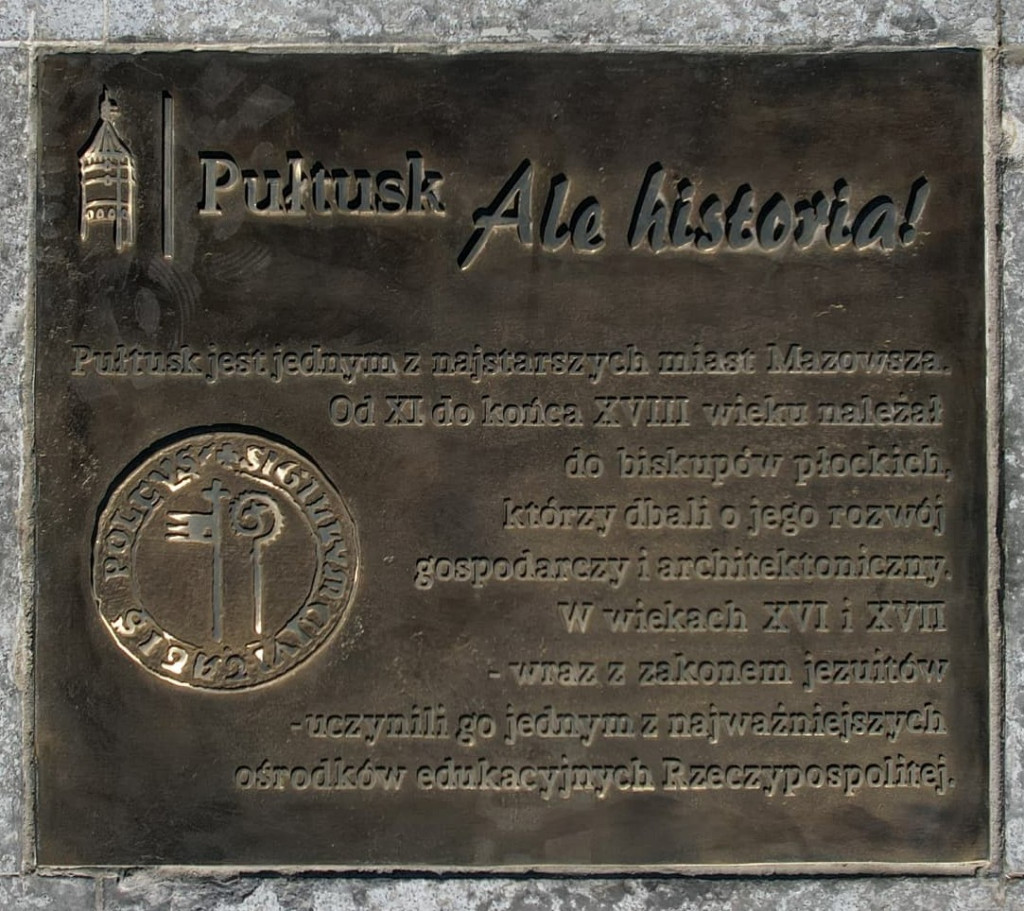 Pułtusk Ale historia!
Pułtusk jest jednym z najstarszych miast Mazowsza.
Od XI do końca XVIII wieku należał
do biskupów płockich,
którzy dbali o jego rozwój
gospodarczy i architektoniczny.
W wiekach XVI i XVII
- wraz z zakonem jezuitów
-uczynili go jednym z najważniejszych
ośrodków edukacyjnych Rzeczypospolitej.